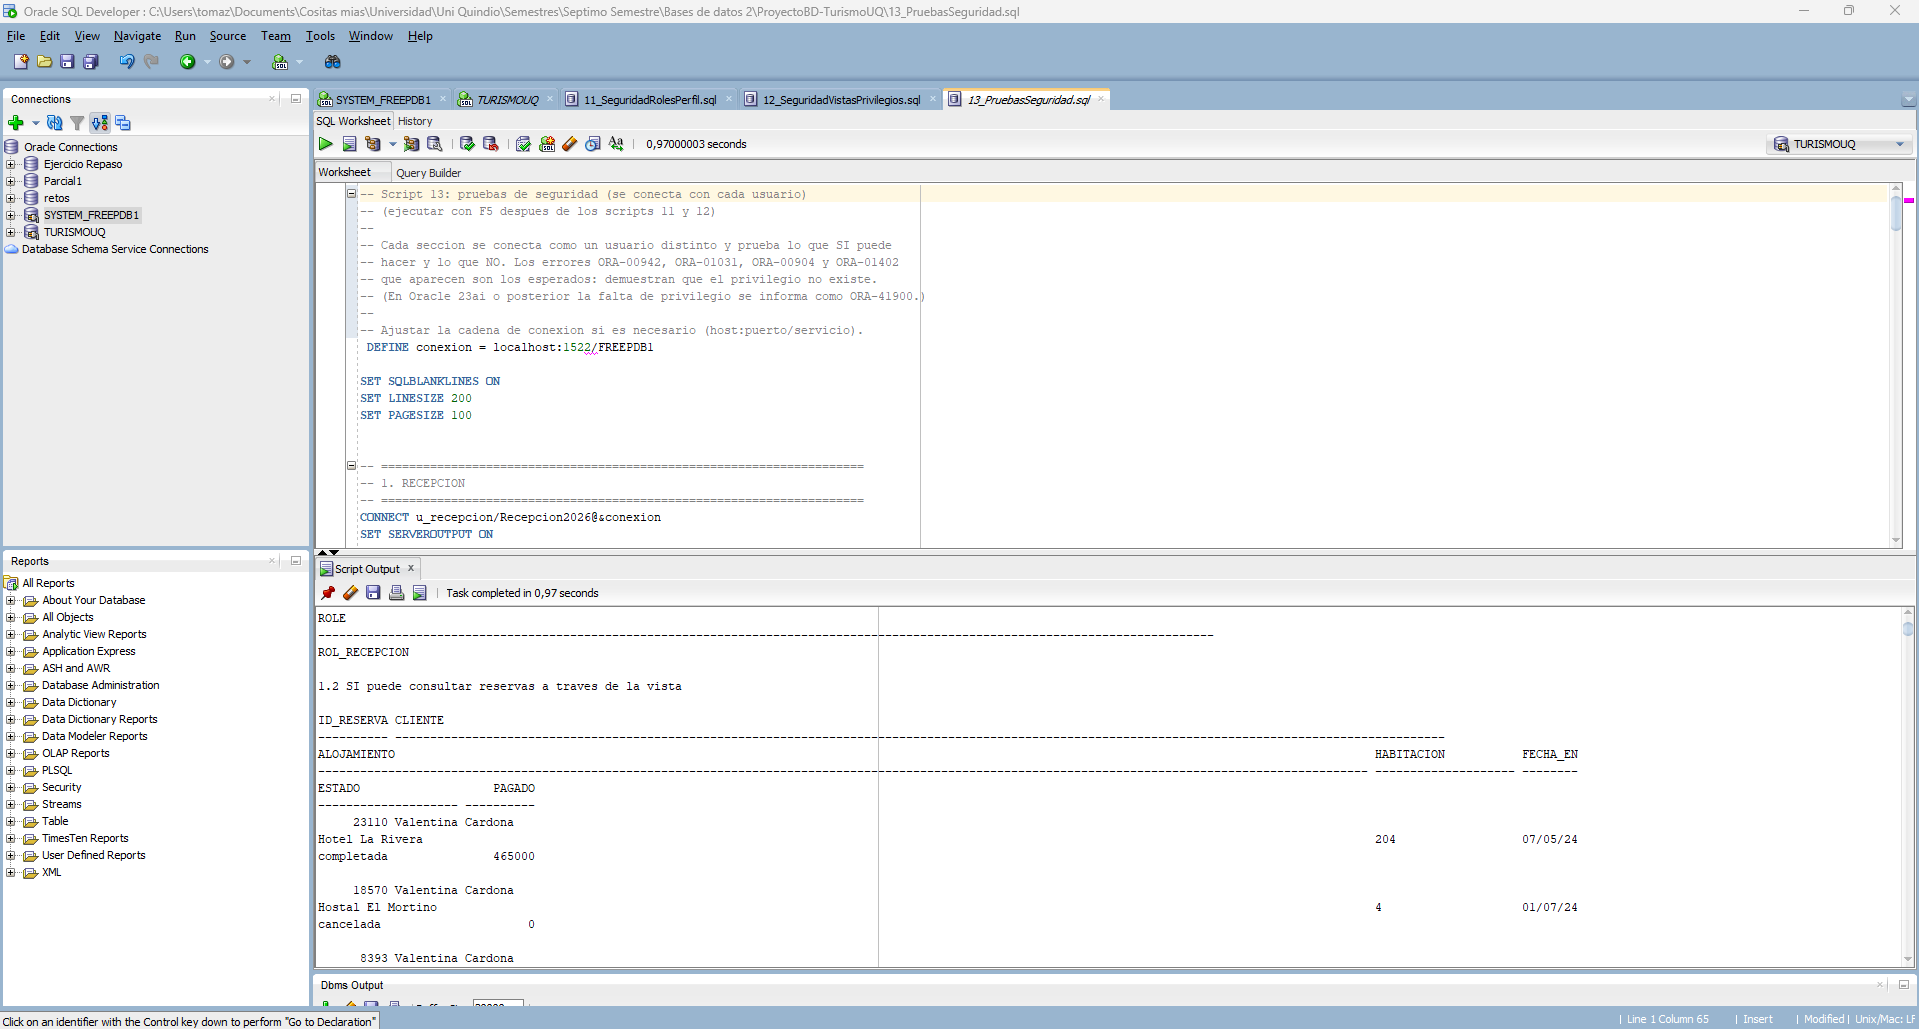 Oracle SQL Developer : C:\Users\tomaz\Documents\Cositas mias\Universidad\Uni Quindio\Semestres\Septimo Semestre\Bases de datos 2\ProyectoBD-TurismoUQ\13_PruebasSeguridad.sql
File Edit View Navigate Run Source Team Tools Window Help
Connections
Oracle Connections
Ejercicio Repaso
Parcial1
retos
SYSTEM_FREEPDB1
TURISMOUQ
Database Schema Service Connections
Reports
All Reports
About Your Database
All Objects
Analytic View Reports
Application Express
ASH and AWR
Database Administration
Data Dictionary
Data Dictionary Reports
Data Modeler Reports
OLAP Reports
PLSQL
Security
Streams
Table
TimesTen Reports
User Defined Reports
XML
SYSTEM_FREEPDB1 TURISMOUQ 11_SeguridadRolesPerfil.sql 12_SeguridadVistasPrivilegios.sql 13_PruebasSeguridad.sql
SQL Worksheet History
0,97000003 seconds
TURISMOUQ
Worksheet Query Builder
-- Script 13: pruebas de seguridad (se conecta con cada usuario)
-- (ejecutar con F5 despues de los scripts 11 y 12)
--
-- Cada seccion se conecta como un usuario distinto y prueba lo que SI puede
-- hacer y lo que NO. Los errores ORA-00942, ORA-01031, ORA-00904 y ORA-01402
-- que aparecen son los esperados: demuestran que el privilegio no existe.
-- (En Oracle 23ai o posterior la falta de privilegio se informa como ORA-41900.)
--
-- Ajustar la cadena de conexion si es necesario (host:puerto/servicio).
DEFINE conexion = localhost:1522/FREEPDB1
SET SQLBLANKLINES ON
SET LINESIZE 200
SET PAGESIZE 100
-- =====================================================================
-- 1. RECEPCION
-- =====================================================================
CONNECT u_recepcion/Recepcion2026@&conexion
SET SERVEROUTPUT ON
Script Output
Task completed in 0,97 seconds
ROLE
ROL_RECEPCION
1.2 SI puede consultar reservas a traves de la vista
ID_RESERVA CLIENTE
ALOJAMIENTO HABITACION FECHA_EN
ESTADO PAGADO
23110 Valentina Cardona
Hotel La Rivera 204 07/05/24
completada 465000
18570 Valentina Cardona
Hostal El Mortino 4 01/07/24
cancelada 0
8393 Valentina Cardona
Dbms Output
Click on an identifier with the Control key down to perform "Go to Declaration"
Line 1 Column 65 | Insert | Modified | Unix/Mac: LF